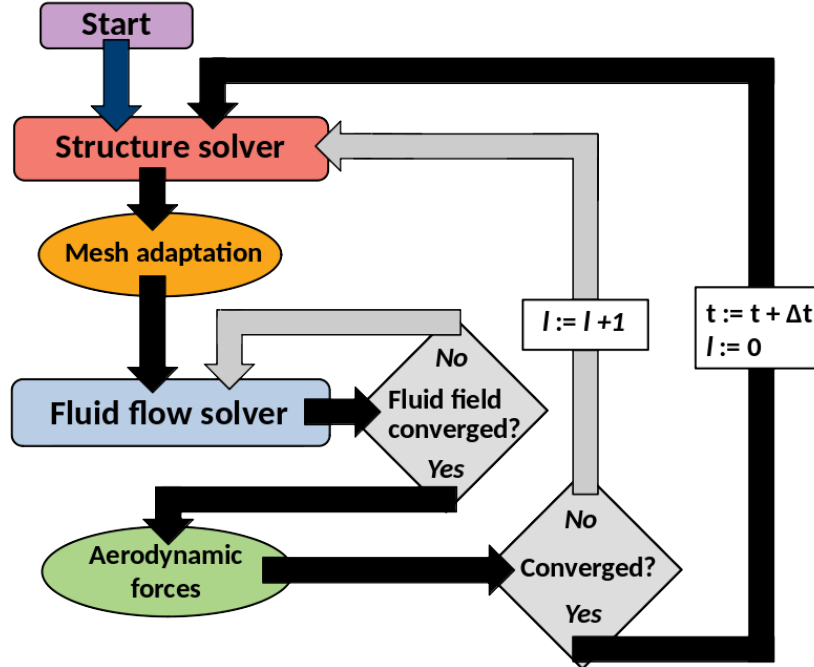 Start
Structure solver
Mesh adaptation
l := l +1
t := t + Δt
l := 0
No
Fluid field
converged?
Yes
Fluid flow solver
Aerodynamic
forces
No
Converged?
Yes